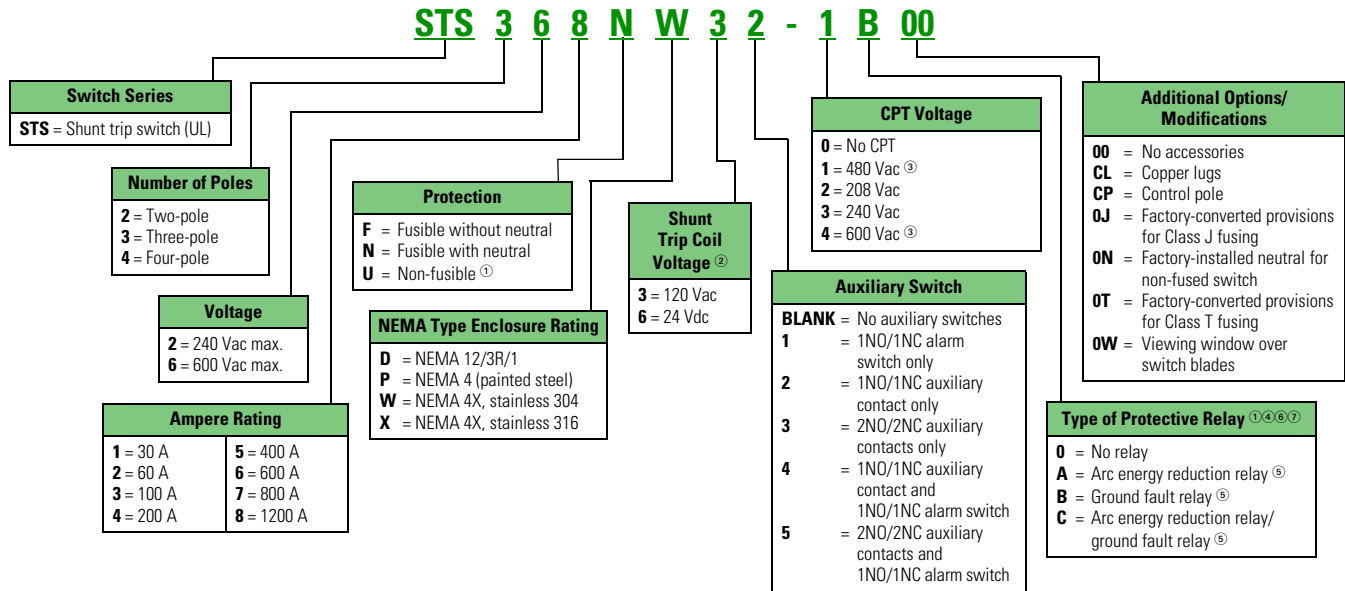 STS 3 6 8 N W 3 2 - 1 B 00
Switch Series
STS = Shunt trip switch (UL)
Number of Poles
2 = Two-pole
3 = Three-pole
4 = Four-pole
Voltage
2 = 240 Vac max.
6 = 600 Vac max.
Ampere Rating
1 = 30 A
2 = 60 A
3 = 100 A
4 = 200 A
5 = 400 A
6 = 600 A
7 = 800 A
8 = 1200 A
Protection
F = Fusible without neutral
N = Fusible with neutral
U = Non-fusible ①
NEMA Type Enclosure Rating
D = NEMA 12/3R/1
P = NEMA 4 (painted steel)
W = NEMA 4X, stainless 304
X = NEMA 4X, stainless 316
Shunt
Trip Coil
Voltage ②
3 = 120 Vac
6 = 24 Vdc
CPT Voltage
0 = No CPT
1 = 480 Vac ③
2 = 208 Vac
3 = 240 Vac
4 = 600 Vac ③
Auxiliary Switch
BLANK = No auxiliary switches
1 = 1NO/1NC alarm
switch only
2 = 1NO/1NC auxiliary
contact only
3 = 2NO/2NC auxiliary
contacts only
4 = 1NO/1NC auxiliary
contact and
1NO/1NC alarm switch
5 = 2NO/2NC auxiliary
contacts and
1NO/1NC alarm switch
Additional Options/
Modifications
00 = No accessories
CL = Copper lugs
CP = Control pole
0J = Factory-converted provisions
for Class J fusing
0N = Factory-installed neutral for
non-fused switch
0T = Factory-converted provisions
for Class T fusing
0W = Viewing window over
switch blades
Type of Protective Relay ①④⑥⑦
0 = No relay
A = Arc energy reduction relay ⑤
B = Ground fault relay ⑤
C = Arc energy reduction relay/
ground fault relay ⑤